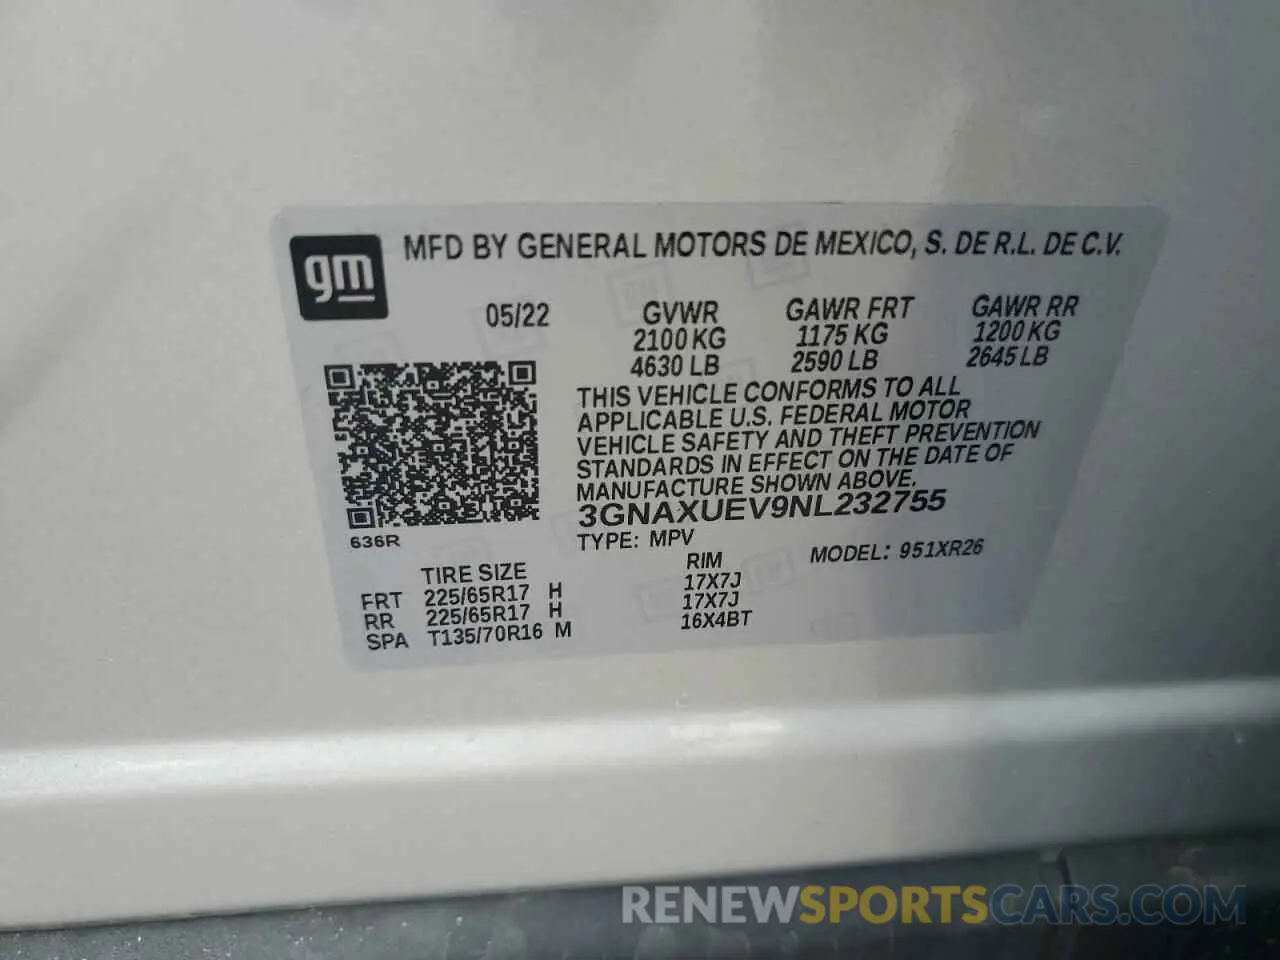 gm
MFD BY GENERAL MOTORS DE MEXICO, S. DE R.L. DE C.V.
05/22 GVWR GAWR FRT GAWR RR
2100 KG 1175 KG 1200 KG
4630 LB 2590 LB 2645 LB
THIS VEHICLE CONFORMS TO ALL
APPLICABLE U.S. FEDERAL MOTOR
VEHICLE SAFETY AND THEFT PREVENTION
STANDARDS IN EFFECT ON THE DATE OF
MANUFACTURE SHOWN ABOVE.
3GNAXUEV9NL232755
636R
TYPE: MPV MODEL: 951XR26
TIRE SIZE RIM
FRT 225/65R17 H 17X7J
RR 225/65R17 H 17X7J
SPA T135/70R16 M 16X4BT
RENEWSPORTSCARS.COM